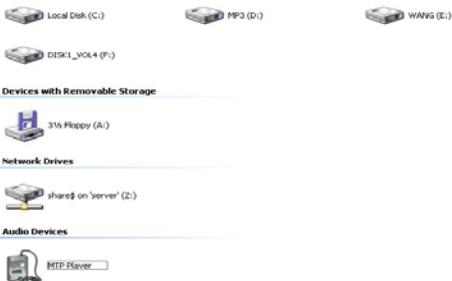 Local Disk (C:) MP3 (D:) WANG (E:)
DISK1_VOL4 (F:)
Devices with Removable Storage
3½ Floppy (A:)
Network Drives
share$ on 'server' (Z:)
Audio Devices
MTP Player